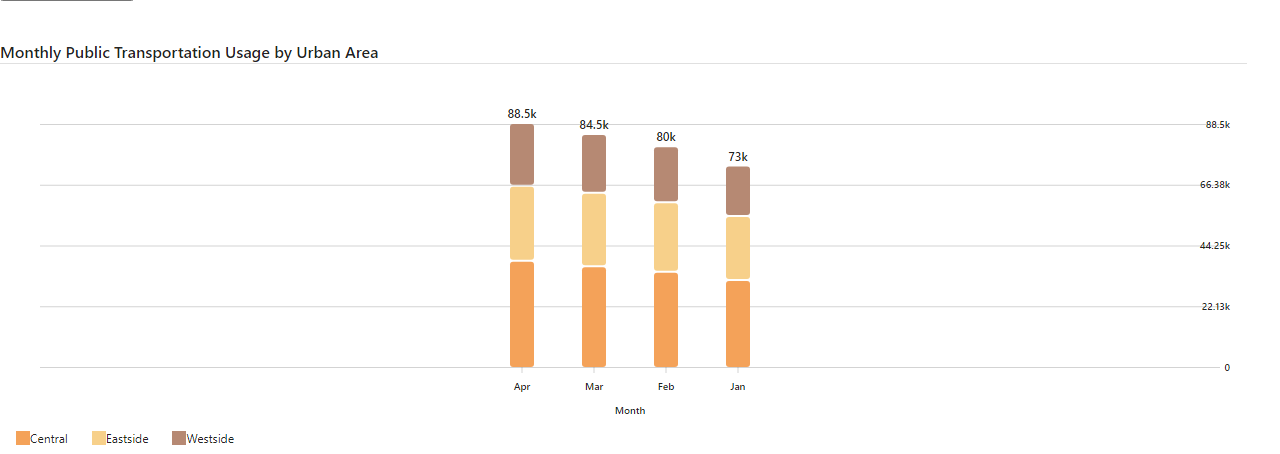 Monthly Public Transportation Usage by Urban Area
88.5k
84.5k
80k
73k
88.5k
66.38k
44.25k
22.13k
0
Apr Mar Feb Jan
Month
Central Eastside Westside